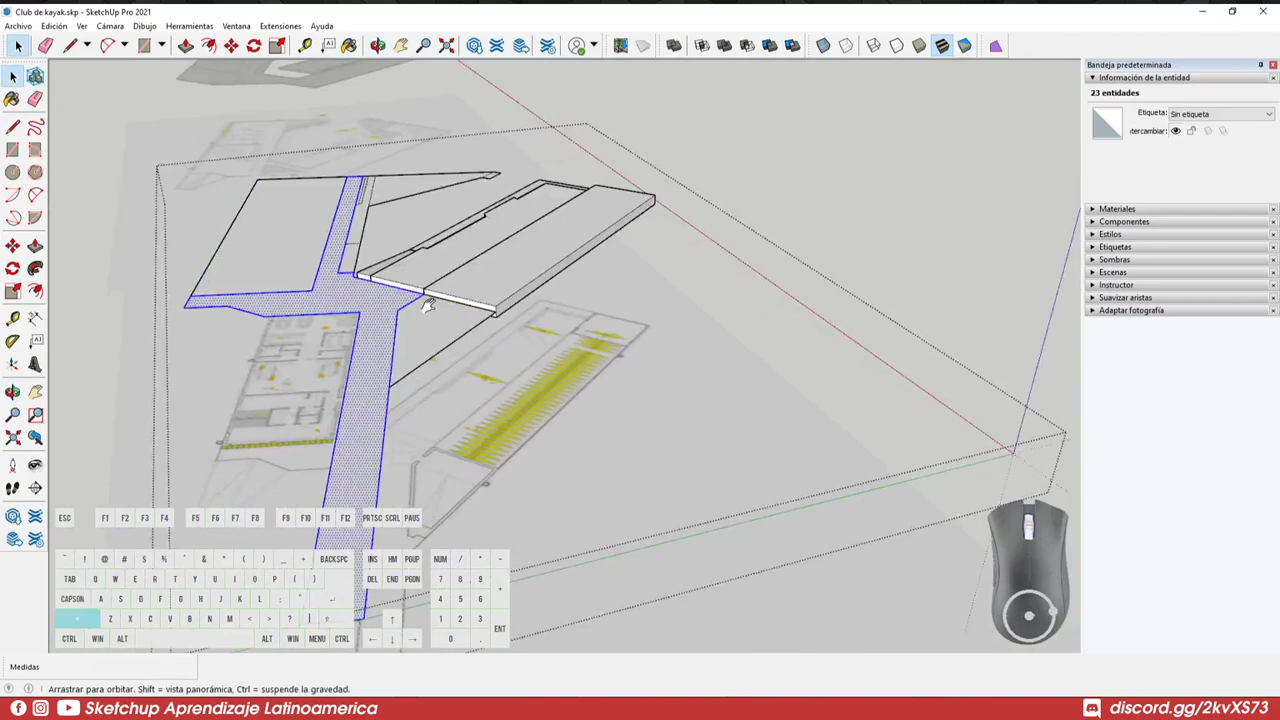 Club de kayak.skp - SketchUp Pro 2021
Archivo Edición Ver Cámara Dibujo Herramientas Ventana Extensiones Ayuda
Bandeja predeterminada
Información de la entidad
23 entidades
Etiqueta: Sin etiqueta
ntercambiar:
Materiales
Componentes
Estilos
Etiquetas
Sombras
Escenas
Instructor
Suavizar aristas
Adaptar fotografía
ESC F1 F2 F3 F4 F5 F6 F7 F8 F9 F10 F11 F12 PRTSC SCRL PAUS
! @ # $ % & * ( ) _ + BACKSPC INS HM PGUP NUM / * -
TAB Q W E R T Y U I O P { } DEL END PGDN 7 8 9 +
CAPSON A S D F G H J K L : 4 5 6
Z X C V B N M < > ? ↑ 1 2 3 ENT
CTRL WIN ALT ALT WIN MENU CTRL ← ↓ → 0 .
Medidas
Arrastrar para orbitar. Shift = vista panorámica, Ctrl = suspende la gravedad.
Sketchup Aprendizaje Latinoamerica
discord.gg/2kvXS73